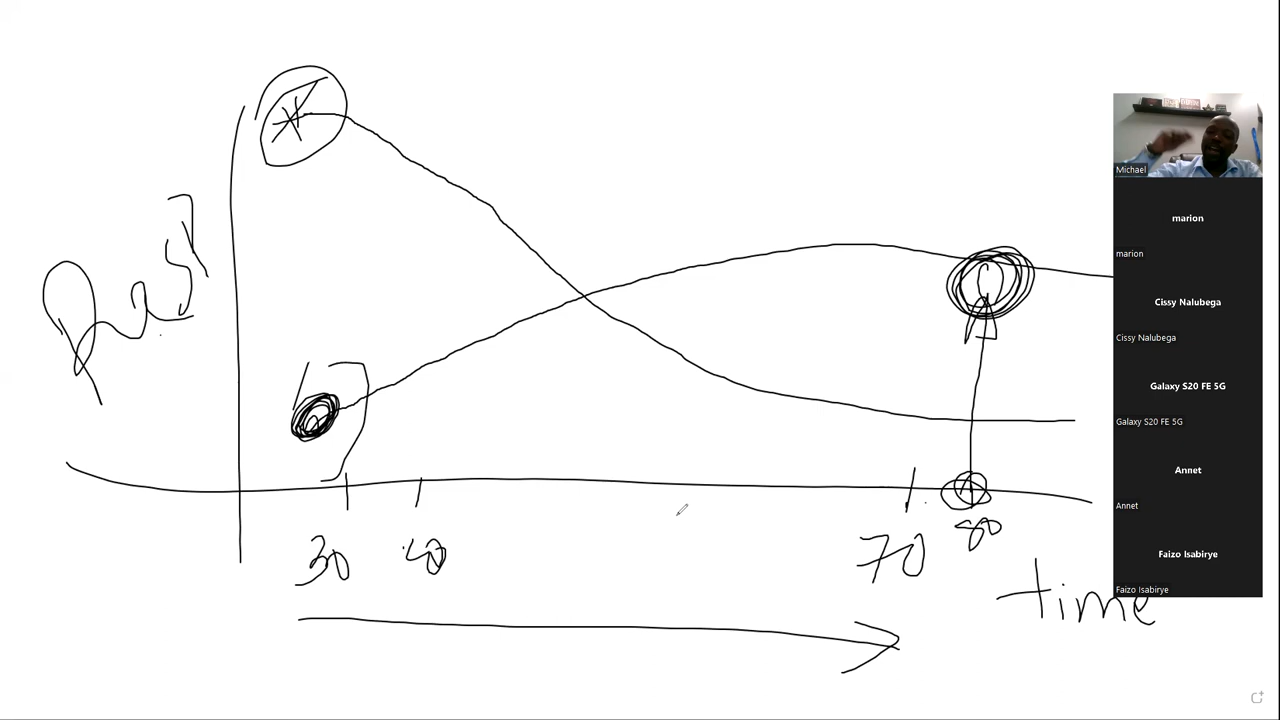 Michael
marion
marion
Cissy Nalubega
Cissy Nalubega
Galaxy S20 FE 5G
Galaxy S20 FE 5G
Annet
Annet
Faizo Isabirye
Faizo Isabirye
30
40
70
80
time